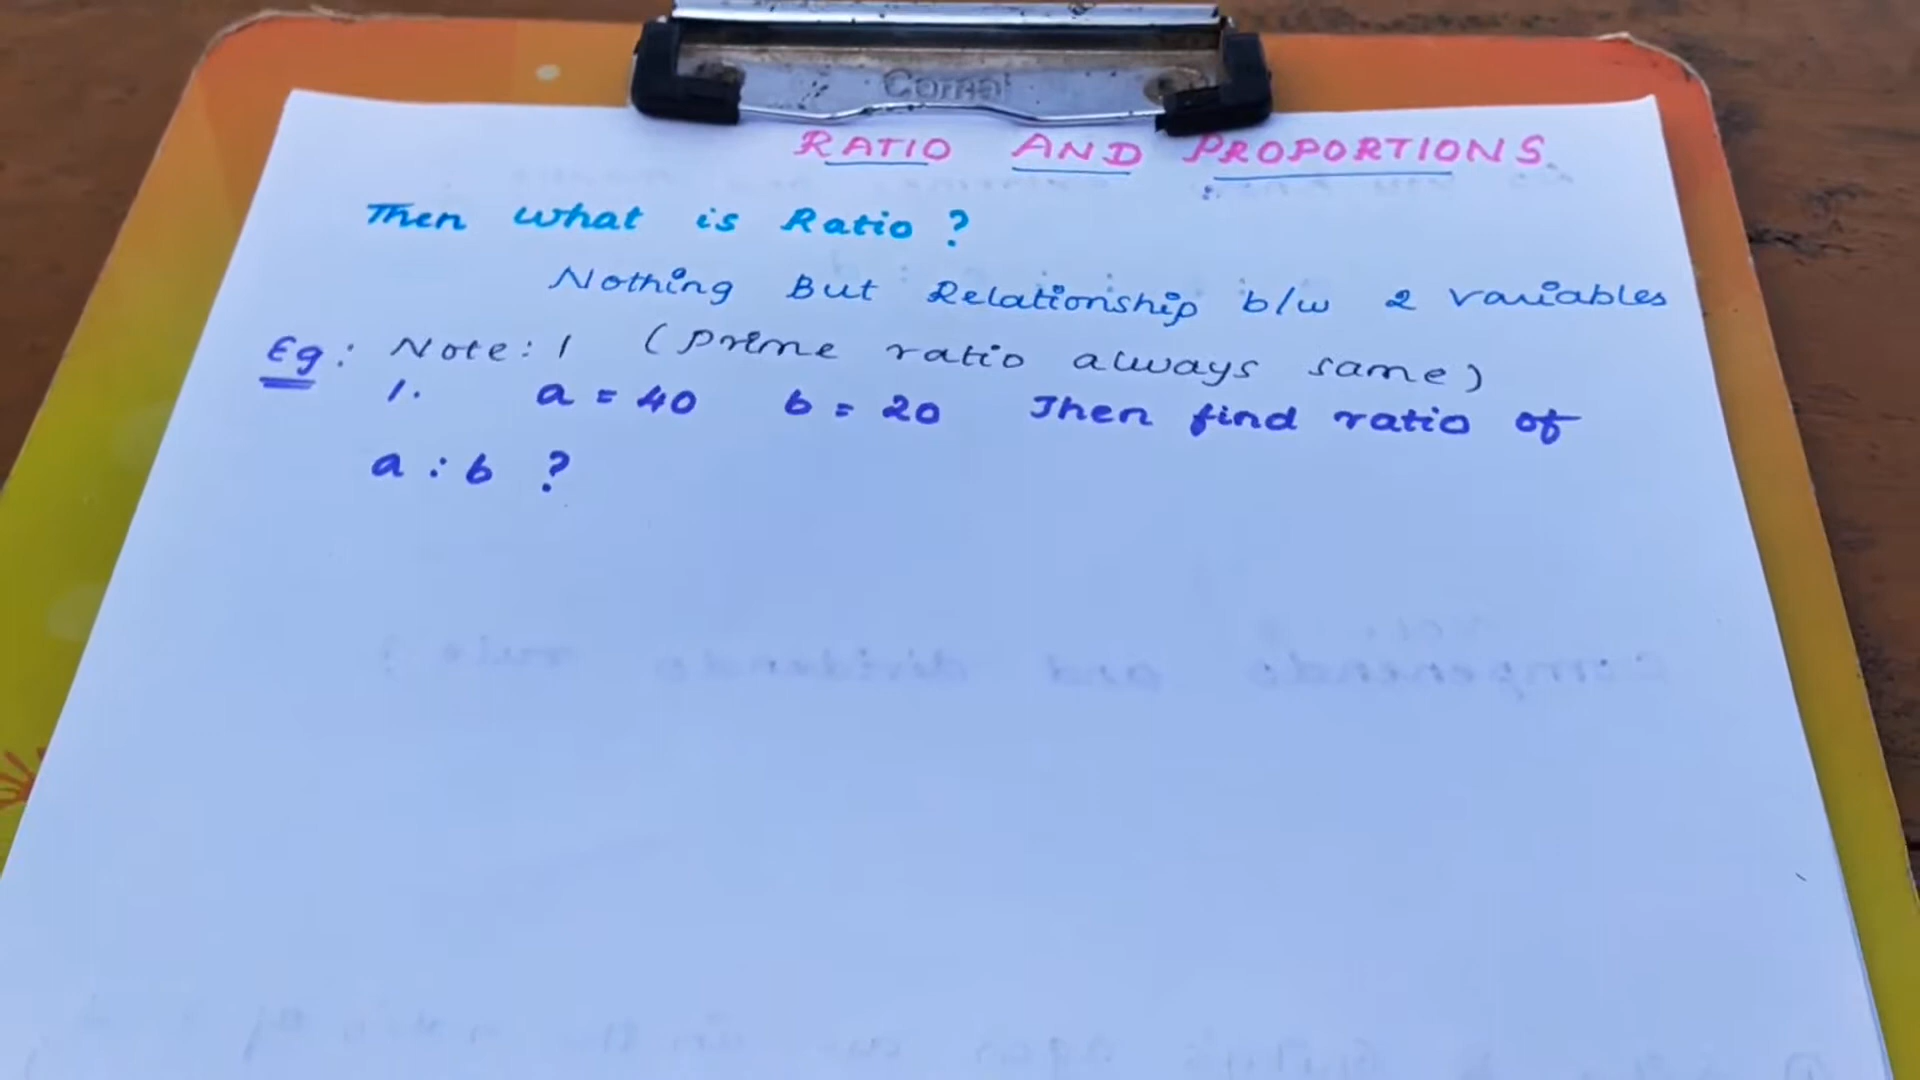 RATIO AND PROPORTIONS
Then what is Ratio ?
Nothing But Relationship b/w 2 variables
Eg : Note : 1 (prime ratio always same)
1. a = 40 b = 20 Then find ratio of
a : b ?